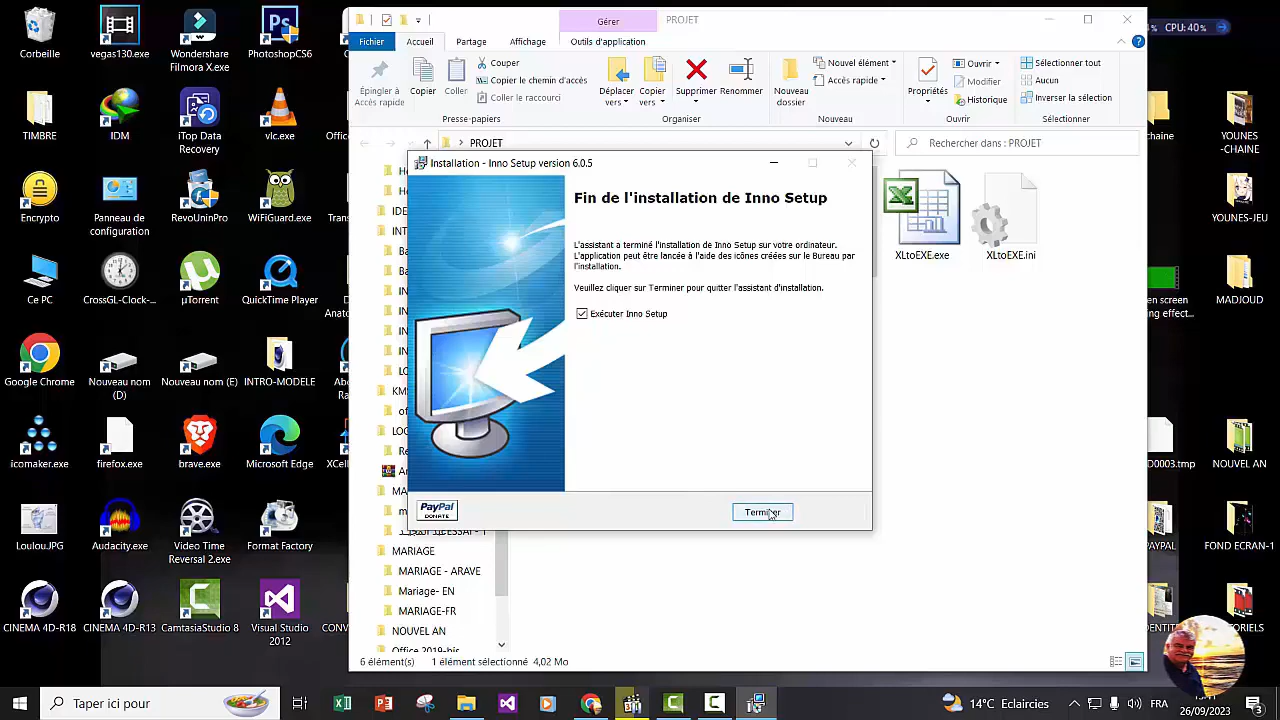 Corbeille
vegas130.exe
Wondershare
Filmora X.exe
PhotoshopCS6
TIMBRE
IDM
iTop Data
Recovery
vlc.exe
Encrypto
Panneau de
configuration
RevoUninPro
WiFiGuard.exe
Ce PC
CrossGL-Clock-...
µTorrent
QuickTime Player
Google Chrome
Nouveau nom
(D)
Nouveau nom (E)
INTRO-MODELE
icomaker.exe
firefox.exe
brave.exe
Microsoft Edge
LoulouJPG
Audacity.exe
Video Time
Reversal 2.exe
Format Factory
CINEMA 4D-R18
CINEMA 4D-R13
CamtasiaStudio 8
Visual Studio
2012
Gérer
PROJET
Fichier
Accueil
Partage
Affichage
Outils d'application
Épingler à
Accès rapide
Copier
Coller
Couper
Copier le chemin d'accès
Coller le raccourci
Presse-papiers
Déplacer
vers
Copier
vers
Supprimer
Renommer
Organiser
Nouveau
dossier
Nouvel élément
Accès rapide
Nouveau
Propriétés
Ouvrir
Modifier
Historique
Ouvrir
Sélectionner tout
Aucun
Inverser la sélection
Sélectionner
PROJET
Rechercher dans : PROJET
Installation - Inno Setup version 6.0.5
Fin de l'installation de Inno Setup
L'assistant a terminé l'installation de Inno Setup sur votre ordinateur.
L'application peut être lancée à l'aide des icônes créées sur le Bureau par
l'installation.
Veuillez cliquer sur Terminer pour quitter l'assistant d'installation.
Exécuter Inno Setup
PayPal
DONATE
Terminer
XLtoEXE.exe
XLtoEXE.ini
MARIAGE
MARIAGE - ARAVE
Mariage- EN
MARIAGE-FR
NOUVEL AN
Office 2019-bis
6 élément(s)
1 élément sélectionné 4,02 Mo
CPU: 40%
YOUNES
-CHAINE
YOUNES-JEU
MADJOUD
NOUVEL AN
FOND ECRAN-1
Taper ici pour
14°C Eclaircies
FRA
26/09/2023
3